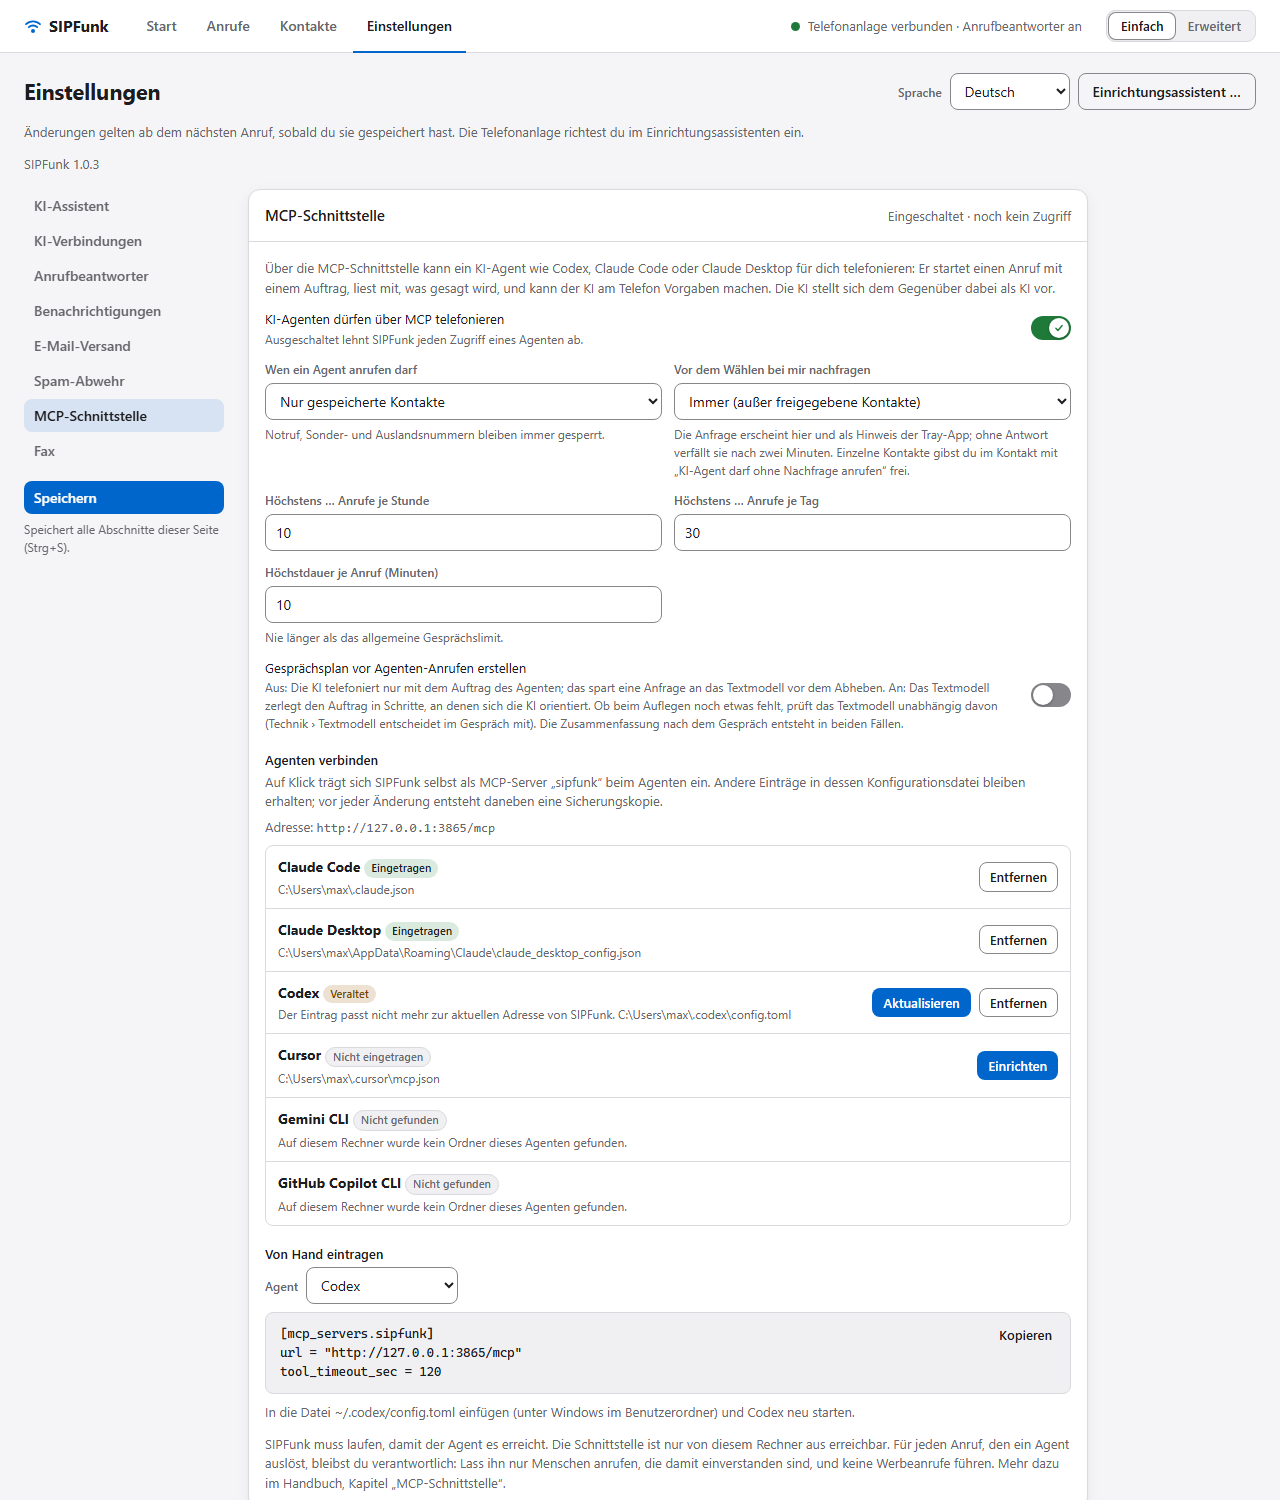 SIPFunk
Start
Anrufe
Kontakte
Einstellungen
Telefonanlage verbunden · Anrufbeantworter an
Einfach
Erweitert
Einstellungen
Sprache
Deutsch
Einrichtungsassistent ...
Änderungen gelten ab dem nächsten Anruf, sobald du sie gespeichert hast. Die Telefonanlage richtest du im Einrichtungsassistenten ein.
SIPFunk 1.0.3
KI-Assistent
KI-Verbindungen
Anrufbeantworter
Benachrichtigungen
E-Mail-Versand
Spam-Abwehr
MCP-Schnittstelle
Fax
Speichern
Speichert alle Abschnitte dieser Seite
(Strg+S).
MCP-Schnittstelle
Eingeschaltet · noch kein Zugriff
Über die MCP-Schnittstelle kann ein KI-Agent wie Codex, Claude Code oder Claude Desktop für dich telefonieren: Er startet einen Anruf mit
einem Auftrag, liest mit, was gesagt wird, und kann der KI am Telefon Vorgaben machen. Die KI stellt sich dem Gegenüber dabei als KI vor.
KI-Agenten dürfen über MCP telefonieren
Ausgeschaltet lehnt SIPFunk jeden Zugriff eines Agenten ab.
Wen ein Agent anrufen darf
Nur gespeicherte Kontakte
Notruf, Sonder- und Auslandsnummern bleiben immer gesperrt.
Vor dem Wählen bei mir nachfragen
Immer (außer freigegebene Kontakte)
Die Anfrage erscheint hier und als Hinweis der Tray-App; ohne Antwort
verfällt sie nach zwei Minuten. Einzelne Kontakte gibst du im Kontakt mit
„KI-Agent darf ohne Nachfrage anrufen“ frei.
Höchstens ... Anrufe je Stunde
10
Höchstens ... Anrufe je Tag
30
Höchstdauer je Anruf (Minuten)
10
Nie länger als das allgemeine Gesprächslimit.
Gesprächsplan vor Agenten-Anrufen erstellen
Aus: Die KI telefoniert nur mit dem Auftrag des Agenten; das spart eine Anfrage an das Textmodell vor dem Abheben. An: Das Textmodell
zerlegt den Auftrag in Schritte, an denen sich die KI orientiert. Ob beim Auflegen noch etwas fehlt, prüft das Textmodell unabhängig davon
(Technik › Textmodell entscheidet im Gespräch mit). Die Zusammenfassung nach dem Gespräch entsteht in beiden Fällen.
Agenten verbinden
Auf Klick trägt sich SIPFunk selbst als MCP-Server „sipfunk“ beim Agenten ein. Andere Einträge in dessen Konfigurationsdatei bleiben
erhalten; vor jeder Änderung entsteht daneben eine Sicherungskopie.
Adresse: http://127.0.0.1:3865/mcp
Claude Code Eingetragen
C:\Users\max\.claude.json
Entfernen
Claude Desktop Eingetragen
C:\Users\max\AppData\Roaming\Claude\claude_desktop_config.json
Entfernen
Codex Veraltet
Der Eintrag passt nicht mehr zur aktuellen Adresse von SIPFunk. C:\Users\max\.codex\config.toml
Aktualisieren
Entfernen
Cursor Nicht eingetragen
C:\Users\max\.cursor\mcp.json
Einrichten
Gemini CLI Nicht gefunden
Auf diesem Rechner wurde kein Ordner dieses Agenten gefunden.
GitHub Copilot CLI Nicht gefunden
Auf diesem Rechner wurde kein Ordner dieses Agenten gefunden.
Von Hand eintragen
Agent
Codex
[mcp_servers.sipfunk]
url = "http://127.0.0.1:3865/mcp"
tool_timeout_sec = 120
Kopieren
In die Datei ~/.codex/config.toml einfügen (unter Windows im Benutzerordner) und Codex neu starten.
SIPFunk muss laufen, damit der Agent es erreicht. Die Schnittstelle ist nur von diesem Rechner aus erreichbar. Für jeden Anruf, den ein Agent
auslöst, bleibst du verantwortlich: Lass ihn nur Menschen anrufen, die damit einverstanden sind, und keine Werbeanrufe führen. Mehr dazu
im Handbuch, Kapitel „MCP-Schnittstelle“.